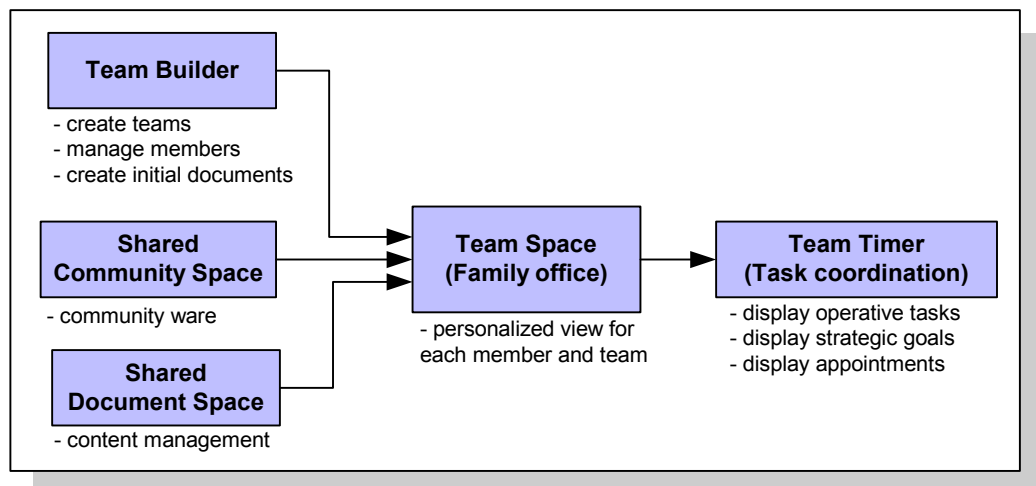 Team Builder
- create teams
- manage members
- create initial documents
Shared
Community Space
- community ware
Shared
Document Space
- content management
Team Space
(Family office)
- personalized view for
each member and team
Team Timer
(Task coordination)
- display operative tasks
- display strategic goals
- display appointments